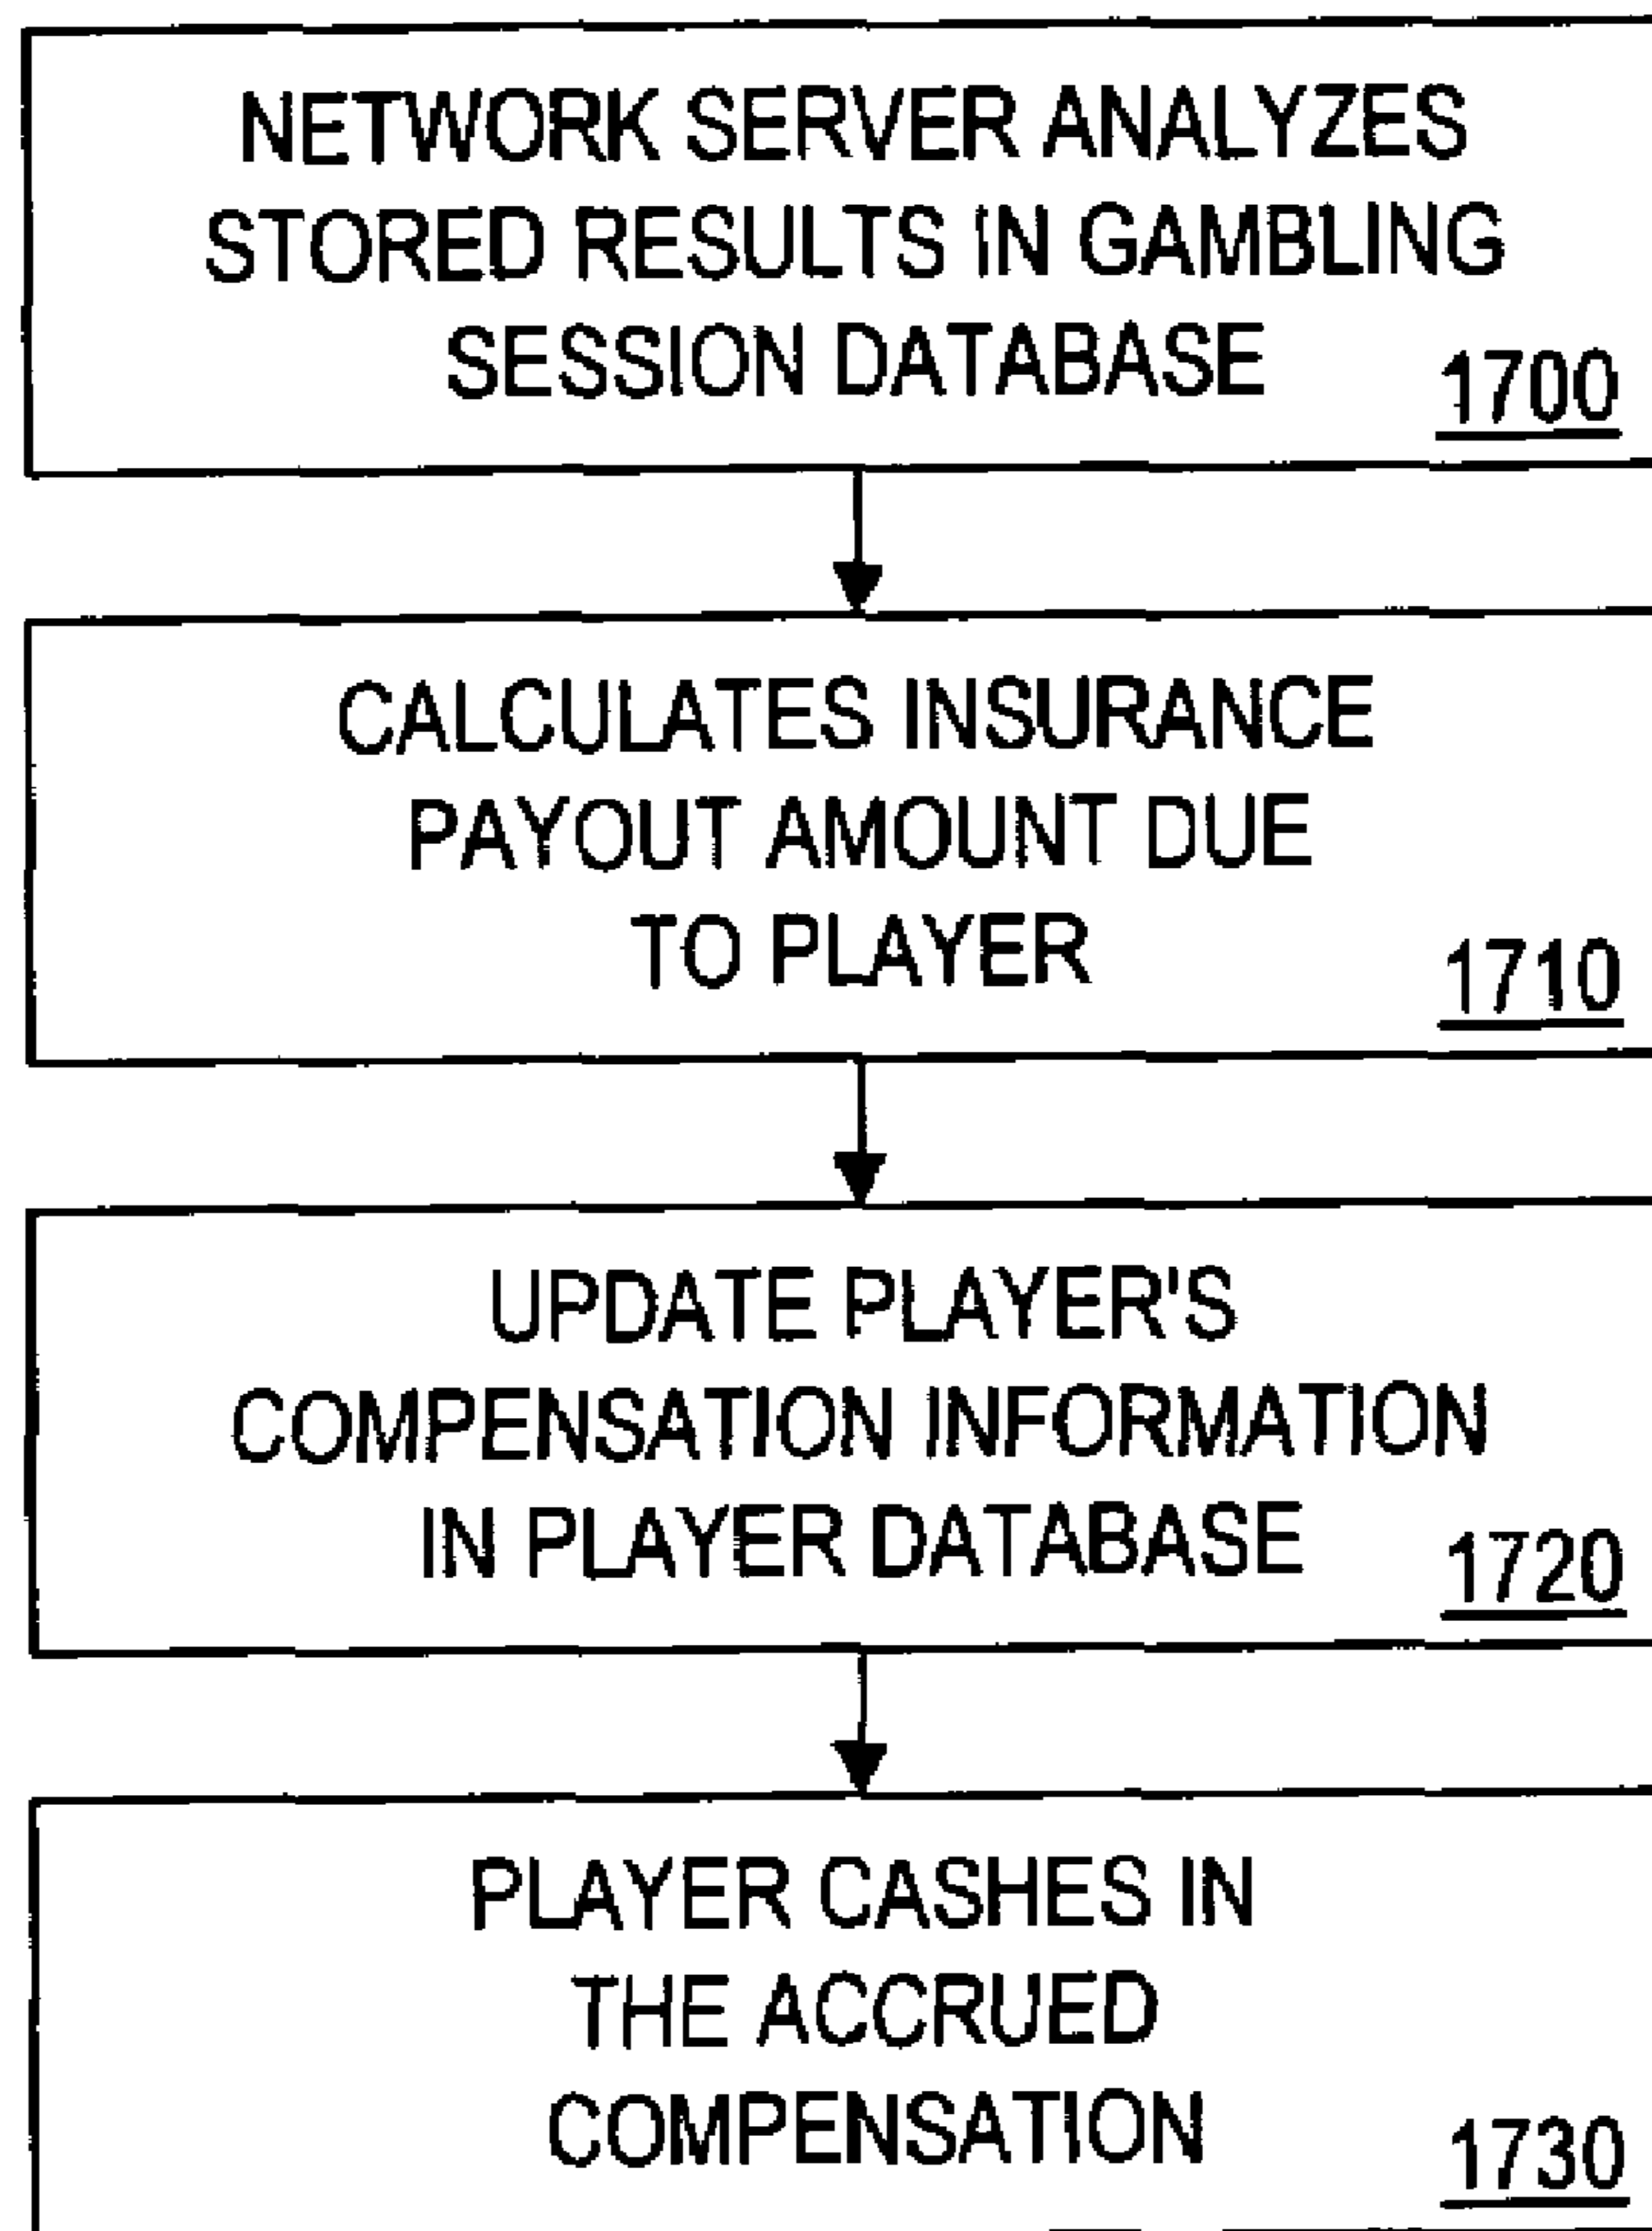 NETWORK SERVER ANALYZES
STORED RESULTS IN GAMBLING
SESSION DATABASE
1700
CALCULATES INSURANCE
PAYOUT AMOUNT DUE
TO PLAYER
1710
UPDATE PLAYER'S
COMPENSATION INFORMATION
IN PLAYER DATABASE
1720
PLAYER CASHES IN
THE ACCRUED
COMPENSATION
1730